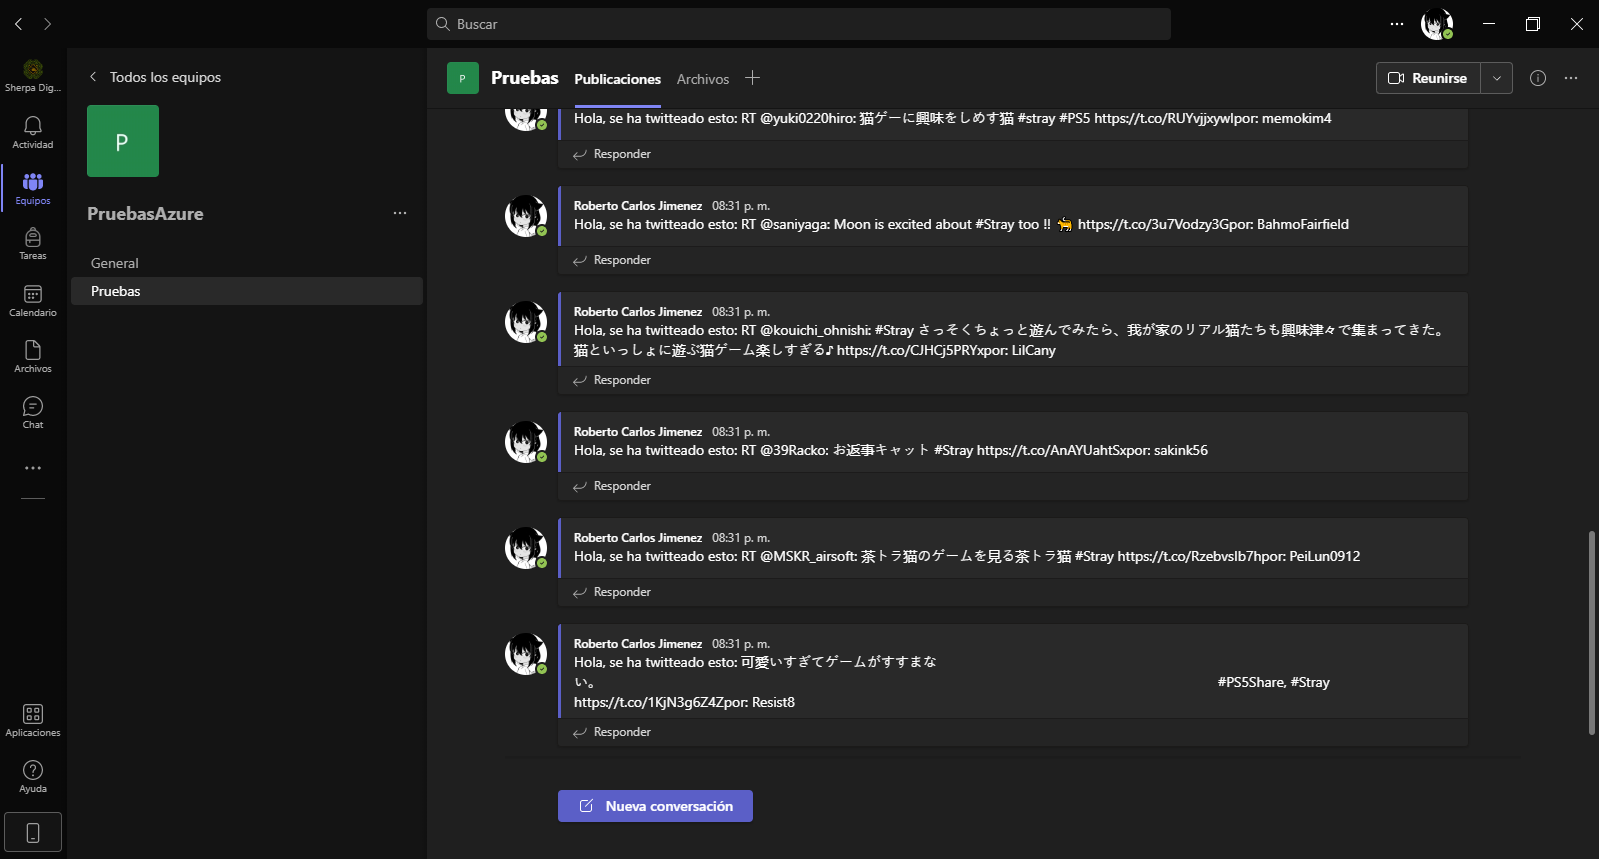 Buscar
Sherpa Dig...
Actividad
Equipos
Tareas
Calendario
Archivos
Chat
Aplicaciones
Ayuda
Todos los equipos
P
PruebasAzure
General
Pruebas
P
Pruebas
Publicaciones
Archivos
Reunirse
Hola, se ha twitteado esto: RT @yuki0220hiro: 猫ゲーに興味をしめす猫 #stray #PS5 https://t.co/RUYvjjxywlpor: memokim4
Responder
Roberto Carlos Jimenez 08:31 p. m.
Hola, se ha twitteado esto: RT @saniyaga: Moon is excited about #Stray too !! 🐈 https://t.co/3u7Vodzy3Gpor: BahmoFairfield
Responder
Roberto Carlos Jimenez 08:31 p. m.
Hola, se ha twitteado esto: RT @kouichi_ohnishi: #Stray さっそくちょっと遊んでみたら、我が家のリアル猫たちも興味津々で集まってきた。
猫といっしょに遊ぶ猫ゲーム楽しすぎる♪ https://t.co/CJHCj5PRYxpor: LilCany
Responder
Roberto Carlos Jimenez 08:31 p. m.
Hola, se ha twitteado esto: RT @39Racko: お返事キャット #Stray https://t.co/AnAYUahtSxpor: sakink56
Responder
Roberto Carlos Jimenez 08:31 p. m.
Hola, se ha twitteado esto: RT @MSKR_airsoft: 茶トラ猫のゲームを見る茶トラ猫 #Stray https://t.co/RzebvsIb7hpor: PeiLun0912
Responder
Roberto Carlos Jimenez 08:31 p. m.
Hola, se ha twitteado esto: 可愛いすぎてゲームがすすまな
い。 #PS5Share, #Stray
https://t.co/1KjN3g6Z4Zpor: Resist8
Responder
Nueva conversación